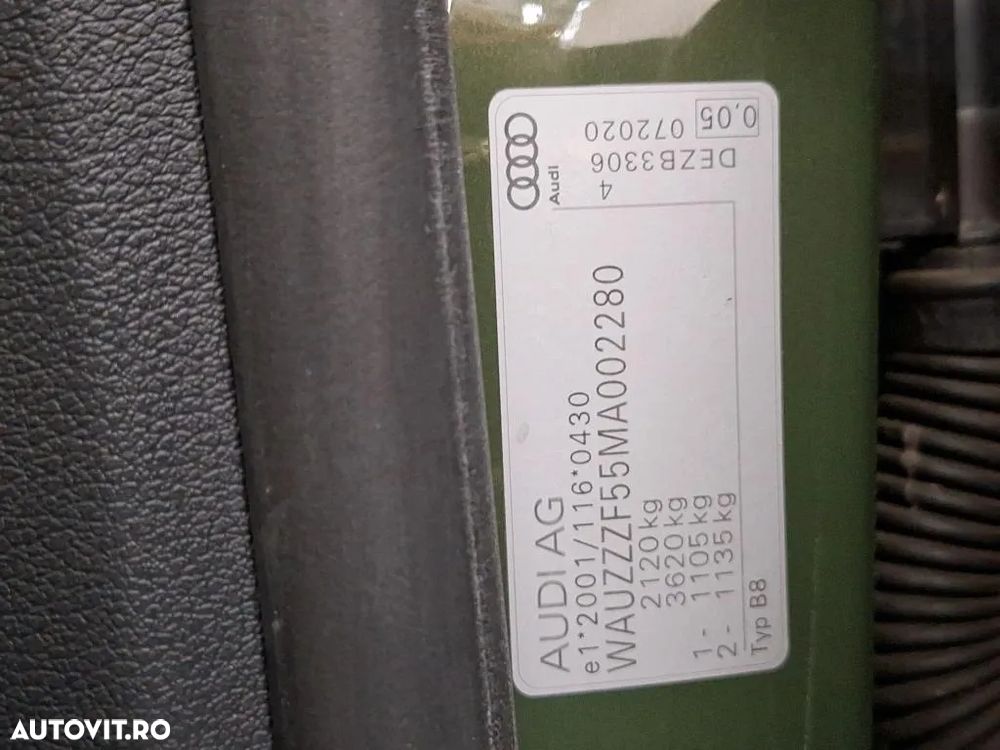 AUDI AG
e1*2001/116*0430
WAUZZZF55MA002280
2120kg
3620kg
1 - 1105kg
2 - 1135kg
Typ B8
Audi
4
DEZB3306
072020
0,05
AUTOVIT.RO